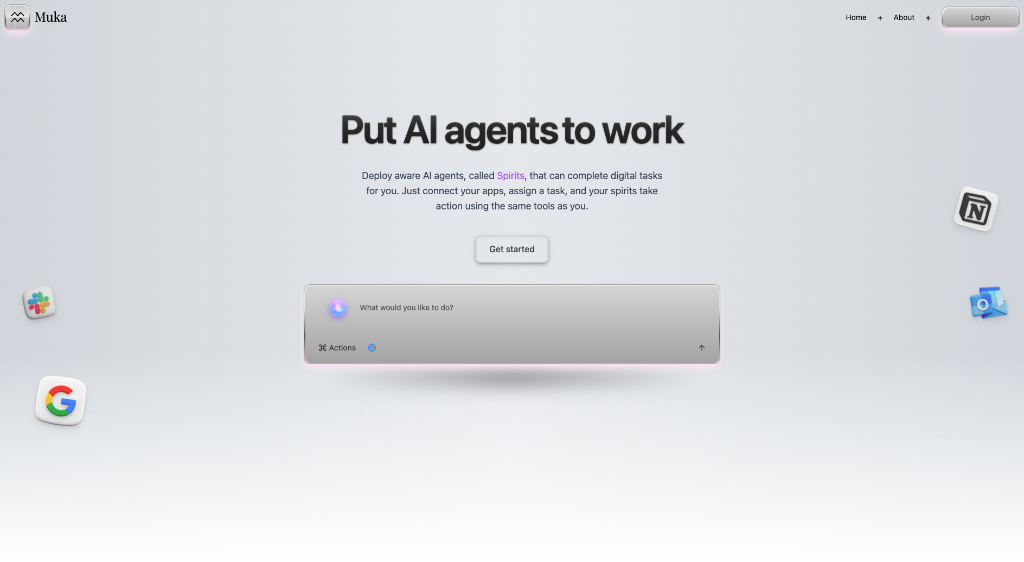 Muka
Home + About + Login
Put AI agents to work
Deploy aware AI agents, called Spirits, that can complete digital tasks
for you. Just connect your apps, assign a task, and your spirits take
action using the same tools as you.
Get started
What would you like to do?
⌘ Actions